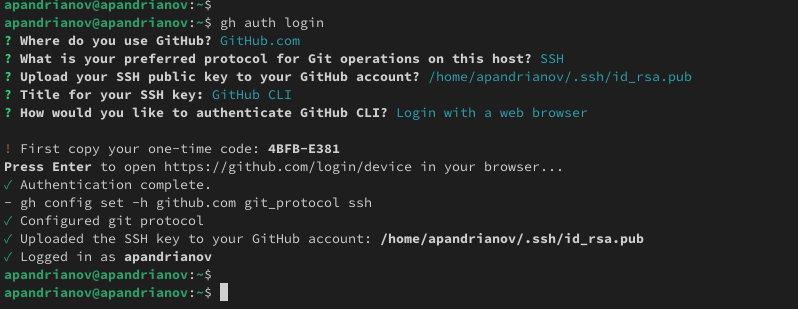 apandrianov@apandrianov:~$
apandrianov@apandrianov:~$ gh auth login
? Where do you use GitHub? GitHub.com
? What is your preferred protocol for Git operations on this host? SSH
? Upload your SSH public key to your GitHub account? /home/apandrianov/.ssh/id_rsa.pub
? Title for your SSH key: GitHub CLI
? How would you like to authenticate GitHub CLI? Login with a web browser
! First copy your one-time code: 4BFB-E381
Press Enter to open https://github.com/login/device in your browser...
✓ Authentication complete.
- gh config set -h github.com git_protocol ssh
✓ Configured git protocol
✓ Uploaded the SSH key to your GitHub account: /home/apandrianov/.ssh/id_rsa.pub
✓ Logged in as apandrianov
apandrianov@apandrianov:~$
apandrianov@apandrianov:~$